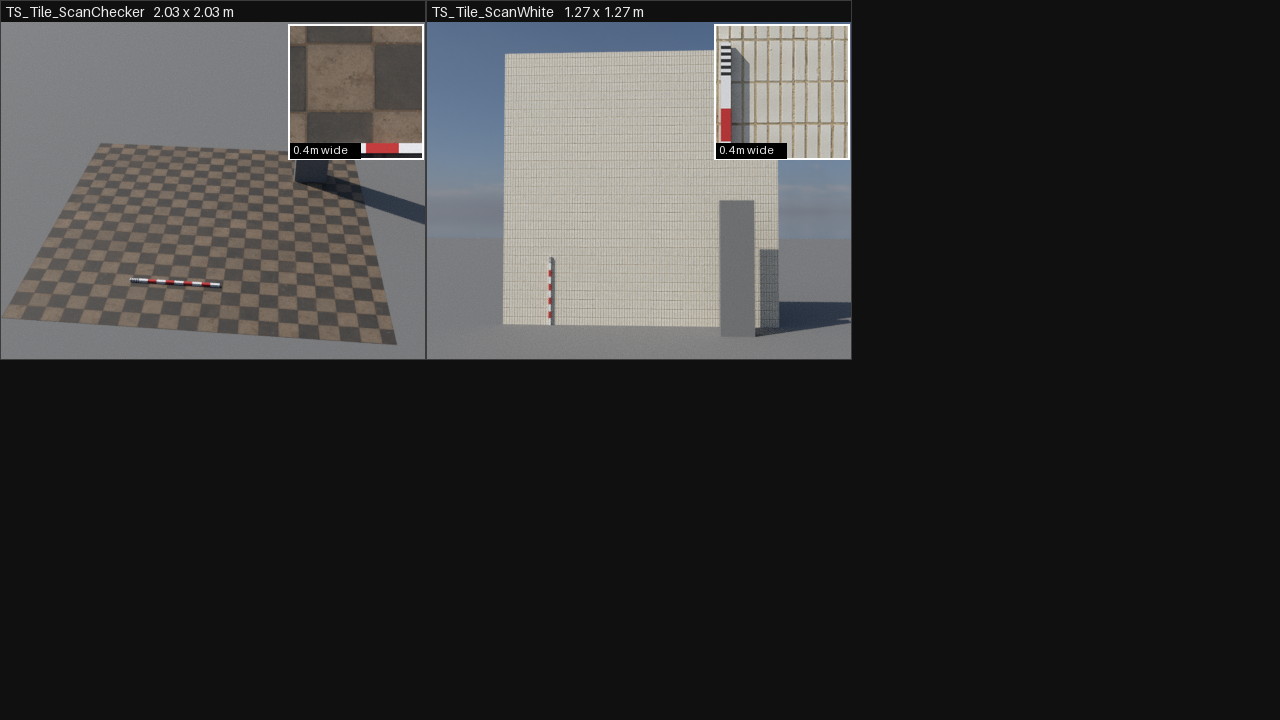 TS_Tile_ScanChecker 2.03 x 2.03 m
TS_Tile_ScanWhite 1.27 x 1.27 m
0.4m wide
0.4m wide